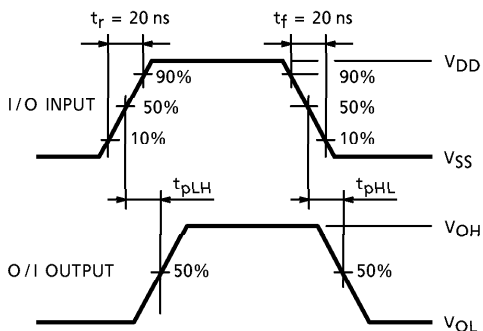 tr = 20 ns
tf = 20 ns
VDD
90%
90%
I/O INPUT
50%
50%
10%
10%
VSS
tpLH
tpHL
VOH
O/I OUTPUT
50%
50%
VOL